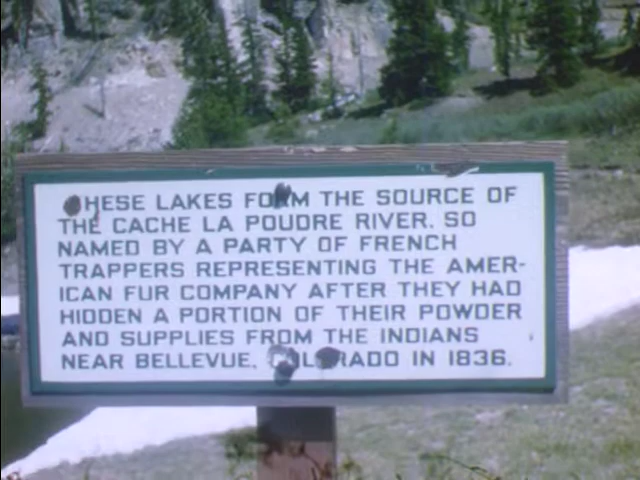 THESE LAKES FORM THE SOURCE OF
THE CACHE LA POUDRE RIVER. SO
NAMED BY A PARTY OF FRENCH
TRAPPERS REPRESENTING THE AMER-
ICAN FUR COMPANY AFTER THEY HAD
HIDDEN A PORTION OF THEIR POWDER
AND SUPPLIES FROM THE INDIANS
NEAR BELLEVUE, COLORADO IN 1836.